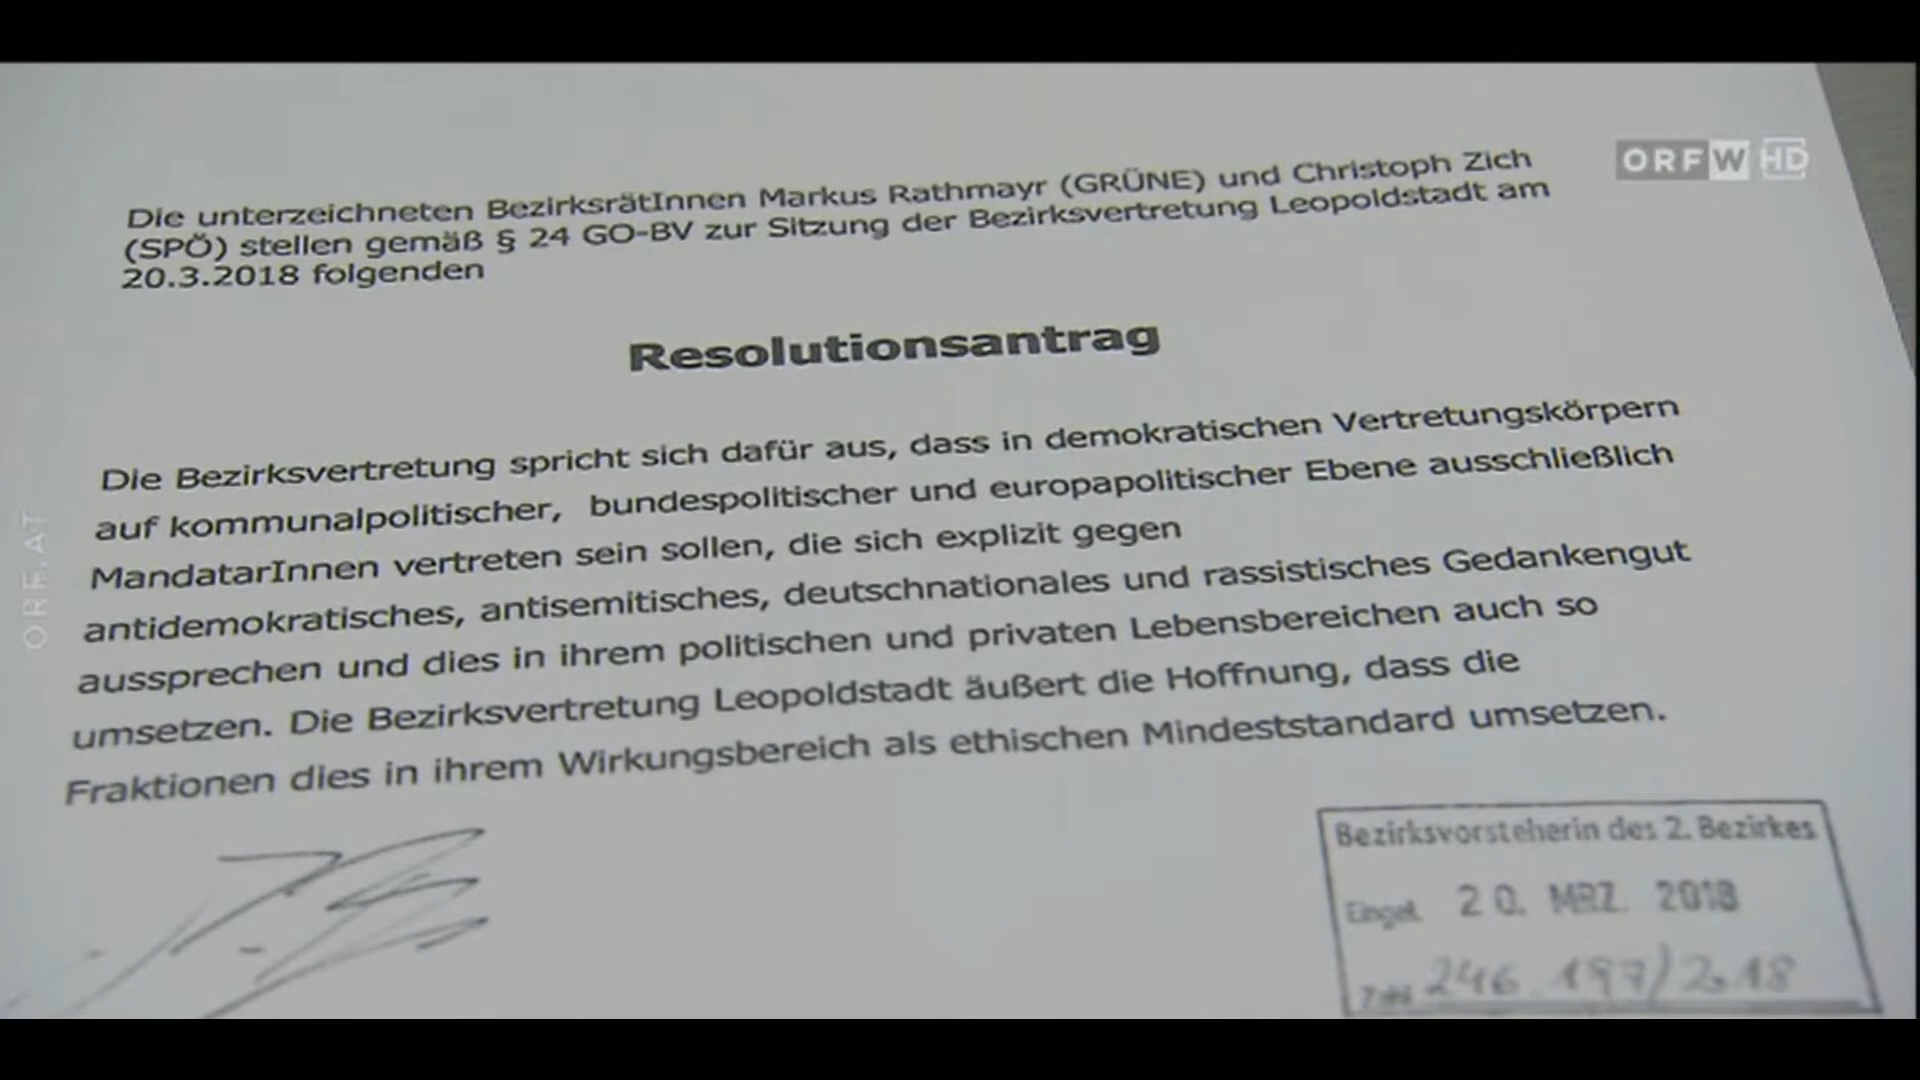 Die unterzeichneten BezirksrätInnen Markus Rathmayr (GRÜNE) und Christoph Zich
(SPÖ) stellen gemäß § 24 GO-BV zur Sitzung der Bezirksvertretung Leopoldstadt am
20.3.2018 folgenden
ORF W HD
Resolutionsantrag
Die Bezirksvertretung spricht sich dafür aus, dass in demokratischen Vertretungskörpern
auf kommunalpolitischer, bundespolitischer und europapolitischer Ebene ausschließlich
MandatarInnen vertreten sein sollen, die sich explizit gegen
antidemokratisches, antisemitisches, deutschnationales und rassistisches Gedankengut
aussprechen und dies in ihrem politischen und privaten Lebensbereichen auch so
umsetzen. Die Bezirksvertretung Leopoldstadt äußert die Hoffnung, dass die
Fraktionen dies in ihrem Wirkungsbereich als ethischen Mindeststandard umsetzen.
ORF.AT
Bezirksvorsteherin des 2. Bezirkes
Eingel. 20. MRZ. 2018
Zahl 246.197/2018